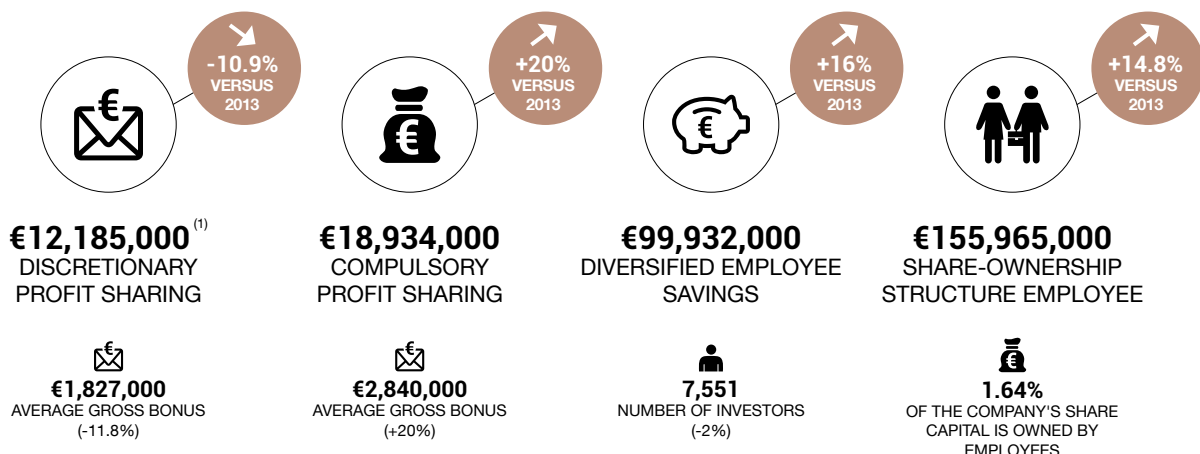 -10.9%
VERSUS
2013
€12,185,000 (1)
DISCRETIONARY
PROFIT SHARING
€1,827,000
AVERAGE GROSS BONUS
(-11.8%)
+20%
VERSUS
2013
€18,934,000
COMPULSORY
PROFIT SHARING
€2,840,000
AVERAGE GROSS BONUS
(+20%)
+16%
VERSUS
2013
€99,932,000
DIVERSIFIED EMPLOYEE
SAVINGS
7,551
NUMBER OF INVESTORS
(-2%)
+14.8%
VERSUS
2013
€155,965,000
SHARE-OWNERSHIP
STRUCTURE EMPLOYEE
1.64%
OF THE COMPANY'S SHARE
CAPITAL IS OWNED BY
EMPLOYEES